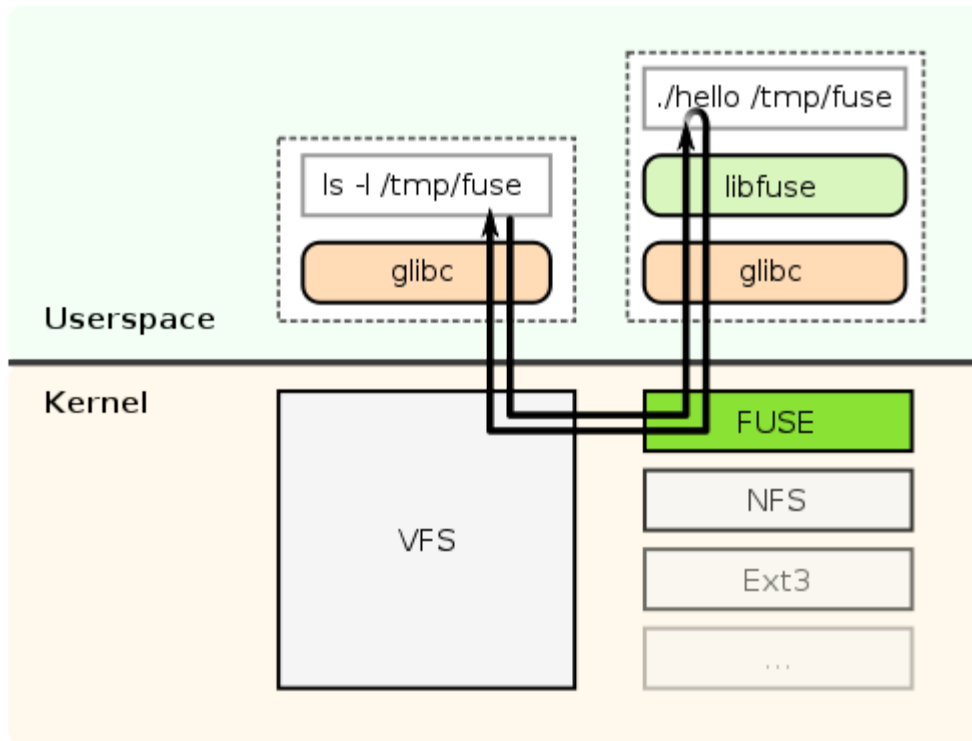 ./hello /tmp/fuse
ls -l /tmp/fuse
libfuse
glibc
glibc
Userspace
Kernel
FUSE
NFS
VFS
Ext3
...